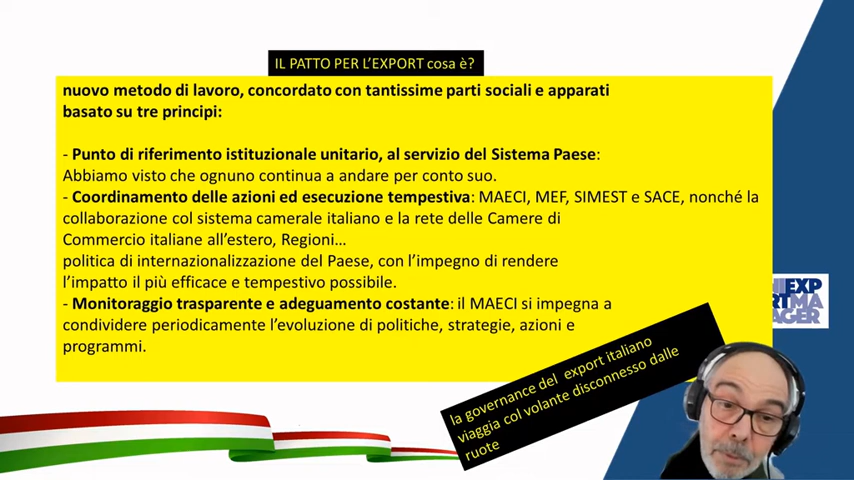 IL PATTO PER L'EXPORT cosa è?
nuovo metodo di lavoro, concordato con tantissime parti sociali e apparati
basato su tre principi:
- Punto di riferimento istituzionale unitario, al servizio del Sistema Paese:
Abbiamo visto che ognuno continua a andare per conto suo.
- Coordinamento delle azioni ed esecuzione tempestiva: MAECI, MEF, SIMEST e SACE, nonché la
collaborazione col sistema camerale italiano e la rete delle Camere di
Commercio italiane all'estero, Regioni…
politica di internazionalizzazione del Paese, con l'impegno di rendere
l'impatto il più efficace e tempestivo possibile.
- Monitoraggio trasparente e adeguamento costante: il MAECI si impegna a
condividere periodicamente l'evoluzione di politiche, strategie, azioni e
programmi.
la governance del export italiano
viaggia col volante disconnesso dalle
ruote
EXP
RTMA
AGER